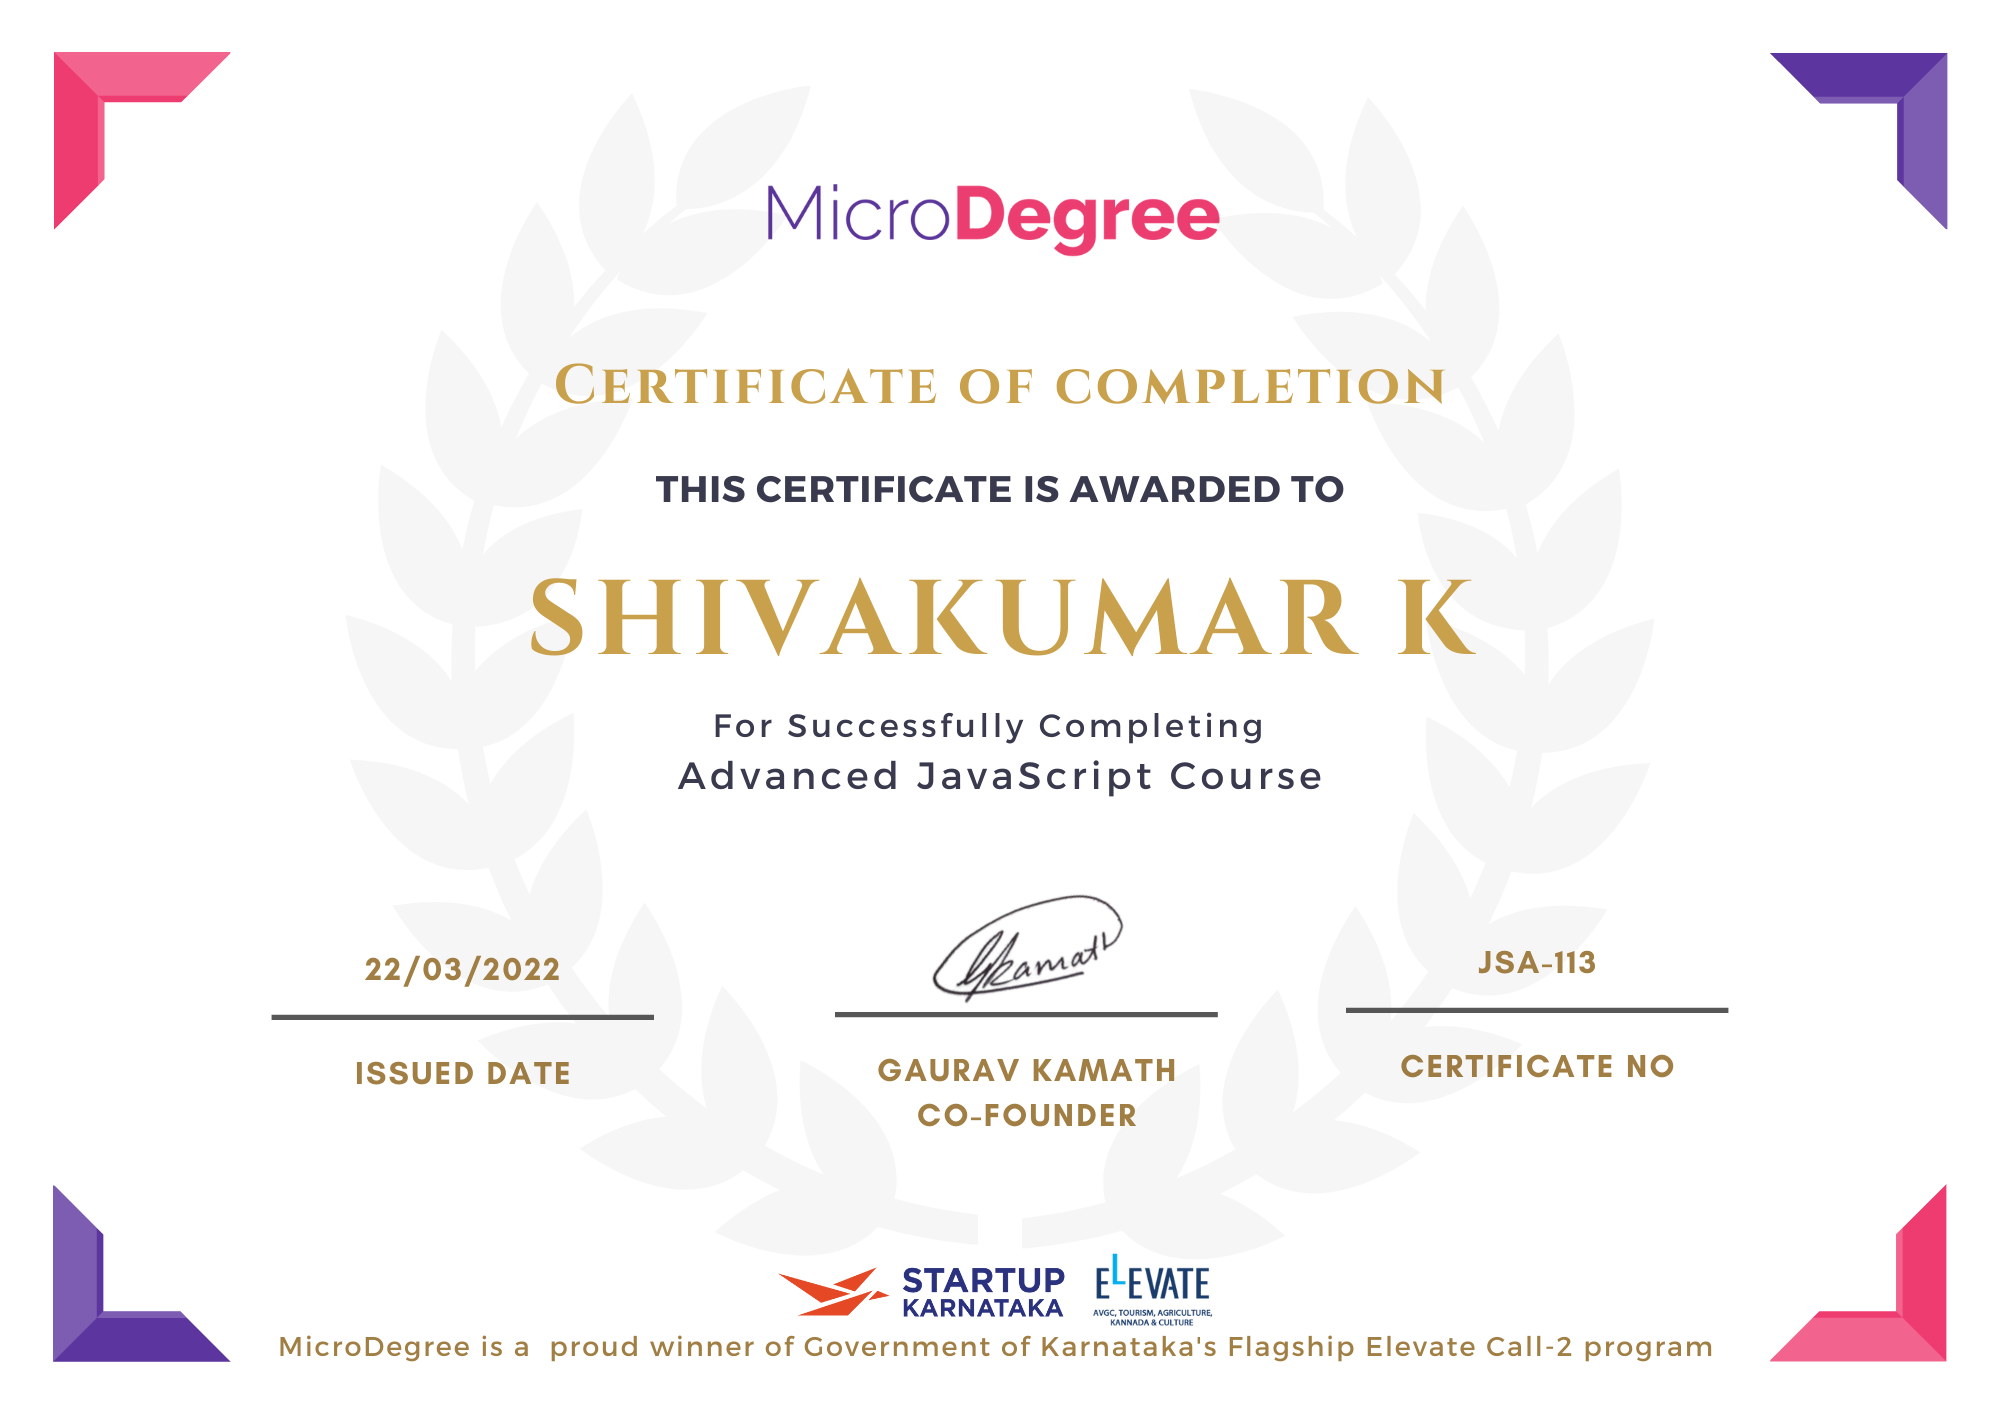 MicroDegree
Certificate of completion
THIS CERTIFICATE IS AWARDED TO
SHIVAKUMAR K
For Successfully Completing
Advanced JavaScript Course
22/03/2022
Gkamath
JSA-113
ISSUED DATE
GAURAV KAMATH
CO-FOUNDER
CERTIFICATE NO
STARTUP
KARNATAKA
ELEVATE
AVGC, TOURISM, AGRICULTURE,
KANNADA & CULTURE
MicroDegree is a  proud winner of Government of Karnataka's Flagship Elevate Call-2 program